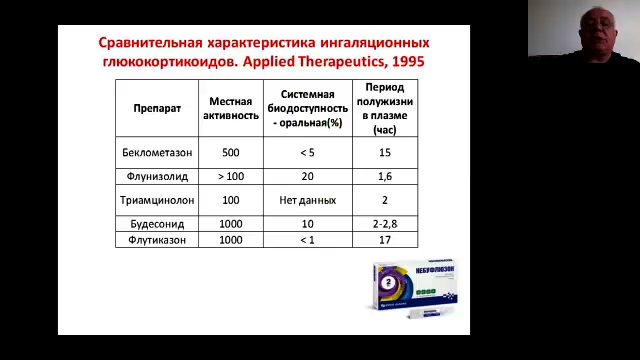 Сравнительная характеристика ингаляционных
глюкокортикоидов. Applied Therapeutics, 1995
Препарат
Местная
активность
Системная
биодоступность
- оральная(%)
Период
полужизни
в плазме
(час)
Беклометазон 500 < 5 15
Флунизолид > 100 20 1,6
Триамцинолон 100 Нет данных 2
Будесонид 1000 10 2-2,8
Флутиказон 1000 < 1 17
НЕБУФЛЮЗОН